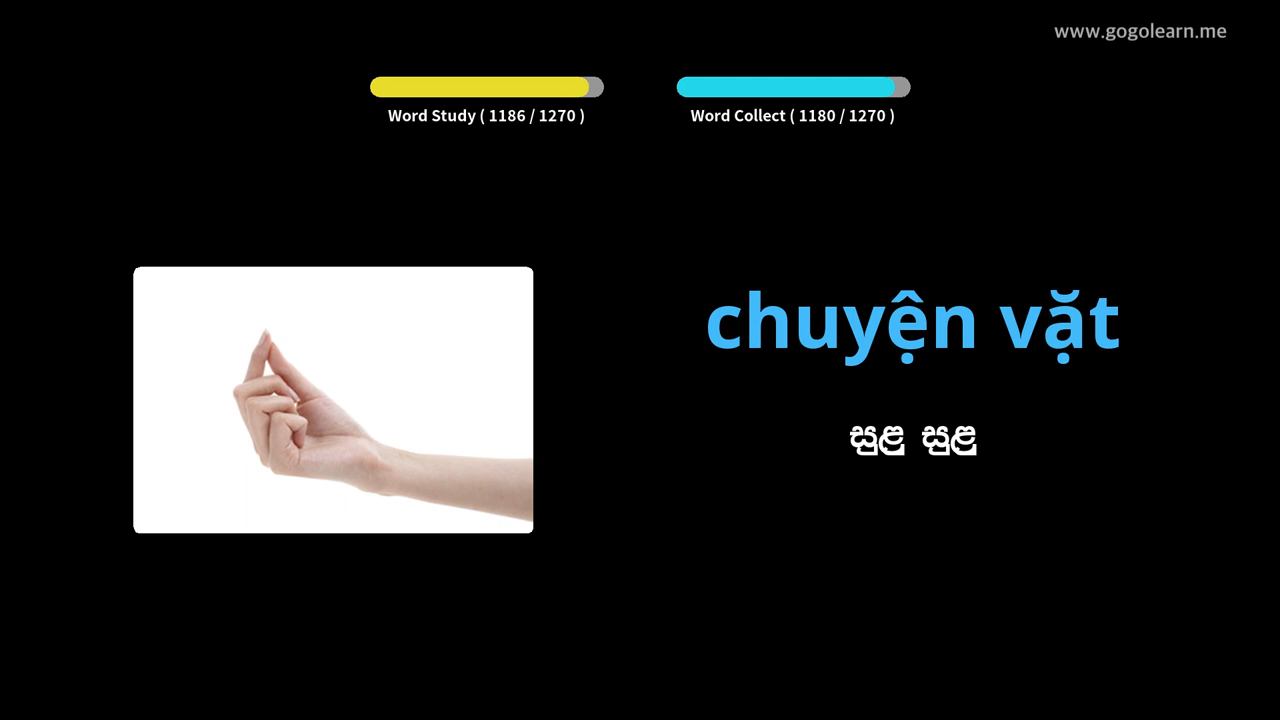 www.gogolearn.me
Word Study ( 1186 / 1270 )
Word Collect ( 1180 / 1270 )
chuyện vặt
සුළු සුළු